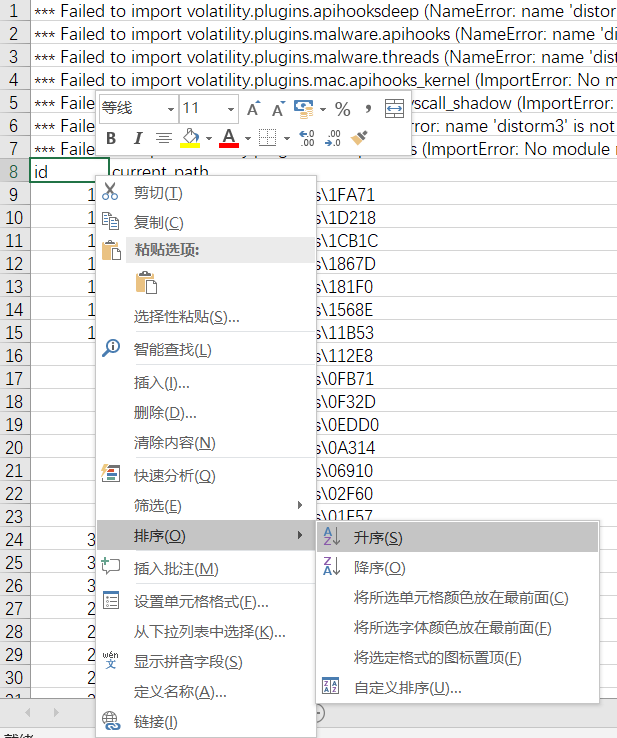 1 *** Failed to import volatility.plugins.apihooksdeep (NameError: name 'distor
2 *** Failed to import volatility.plugins.malware.apihooks (NameError: name 'di
3 *** Failed to import volatility.plugins.malware.threads (NameError: name 'dist
4 *** Failed to import volatility.plugins.mac.apihooks_kernel (ImportError: No m
等线 11 A A %
5 *** Faile yscall_shadow (ImportError:
B I A .00
6 *** Faile rror: name 'distorm3' is not
7 *** Faile s (ImportError: No module
8 id current_path
9 1 s\1FA71
剪切(T)
10 1 s\1D218
复制(C)
11 1 s\1CB1C
粘贴选项:
12 1 s\1867D
13 1 s\181F0
14 1 s\1568E
选择性粘贴(S)...
15 1 s\11B53
智能查找(L)
16 s\112E8
17 s\0FB71
插入(I)...
18 s\0F32D
删除(D)...
19 s\0EDD0
清除内容(N)
20 s\0A314
21 s\06910
快速分析(Q)
22 s\02F60
筛选(E)
23 s\01F57
24 3
排序(O) 升序(S)
25 3
插入批注(M) 降序(O)
26 3
设置单元格格式(F)... 将所选单元格颜色放在最前面(C)
27 2
28 2
从下拉列表中选择(K)... 将所选字体颜色放在最前面(F)
29 2
显示拼音字段(S) 将选定格式的图标置顶(F)
30 2
定义名称(A)... 自定义排序(U)...
31 2
链接(I)
就绪